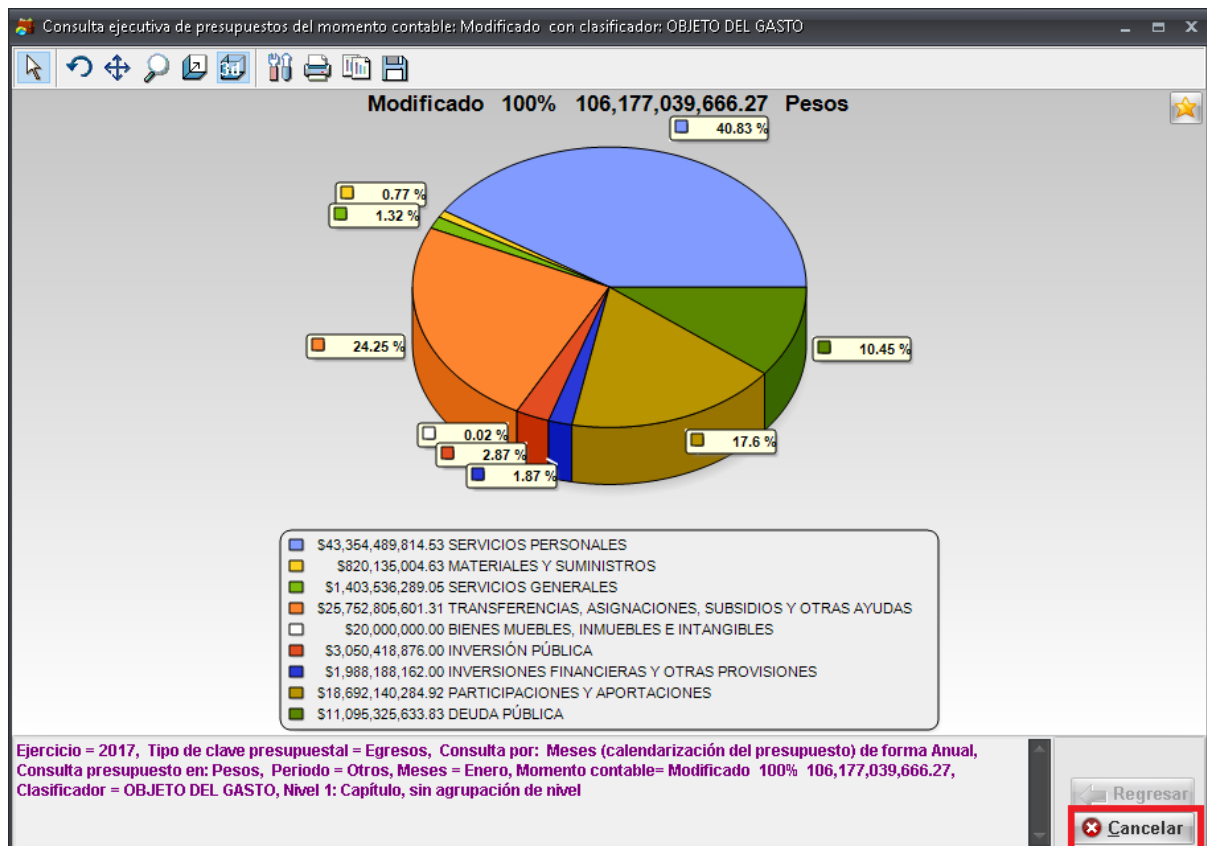 Consulta ejecutiva de presupuestos del momento contable: Modificado con clasificador: OBJETO DEL GASTO
Modificado 100% 106,177,039,666.27 Pesos
40.83 %
0.77 %
1.32 %
24.25 %
10.45 %
0.02 %
17.6 %
2.87 %
1.87 %
$43,354,489,814.53 SERVICIOS PERSONALES
$820,135,004.63 MATERIALES Y SUMINISTROS
$1,403,536,289.05 SERVICIOS GENERALES
$25,752,805,601.31 TRANSFERENCIAS, ASIGNACIONES, SUBSIDIOS Y OTRAS AYUDAS
$20,000,000.00 BIENES MUEBLES, INMUEBLES E INTANGIBLES
$3,050,418,876.00 INVERSIÓN PÚBLICA
$1,988,188,162.00 INVERSIONES FINANCIERAS Y OTRAS PROVISIONES
$18,692,140,284.92 PARTICIPACIONES Y APORTACIONES
$11,095,325,633.83 DEUDA PÚBLICA
Ejercicio = 2017, Tipo de clave presupuestal = Egresos, Consulta por: Meses (calendarización del presupuesto) de forma Anual,
Consulta presupuesto en: Pesos, Periodo = Otros, Meses = Enero, Momento contable= Modificado 100% 106,177,039,666.27,
Clasificador = OBJETO DEL GASTO, Nivel 1: Capítulo, sin agrupación de nivel
Regresar
Cancelar